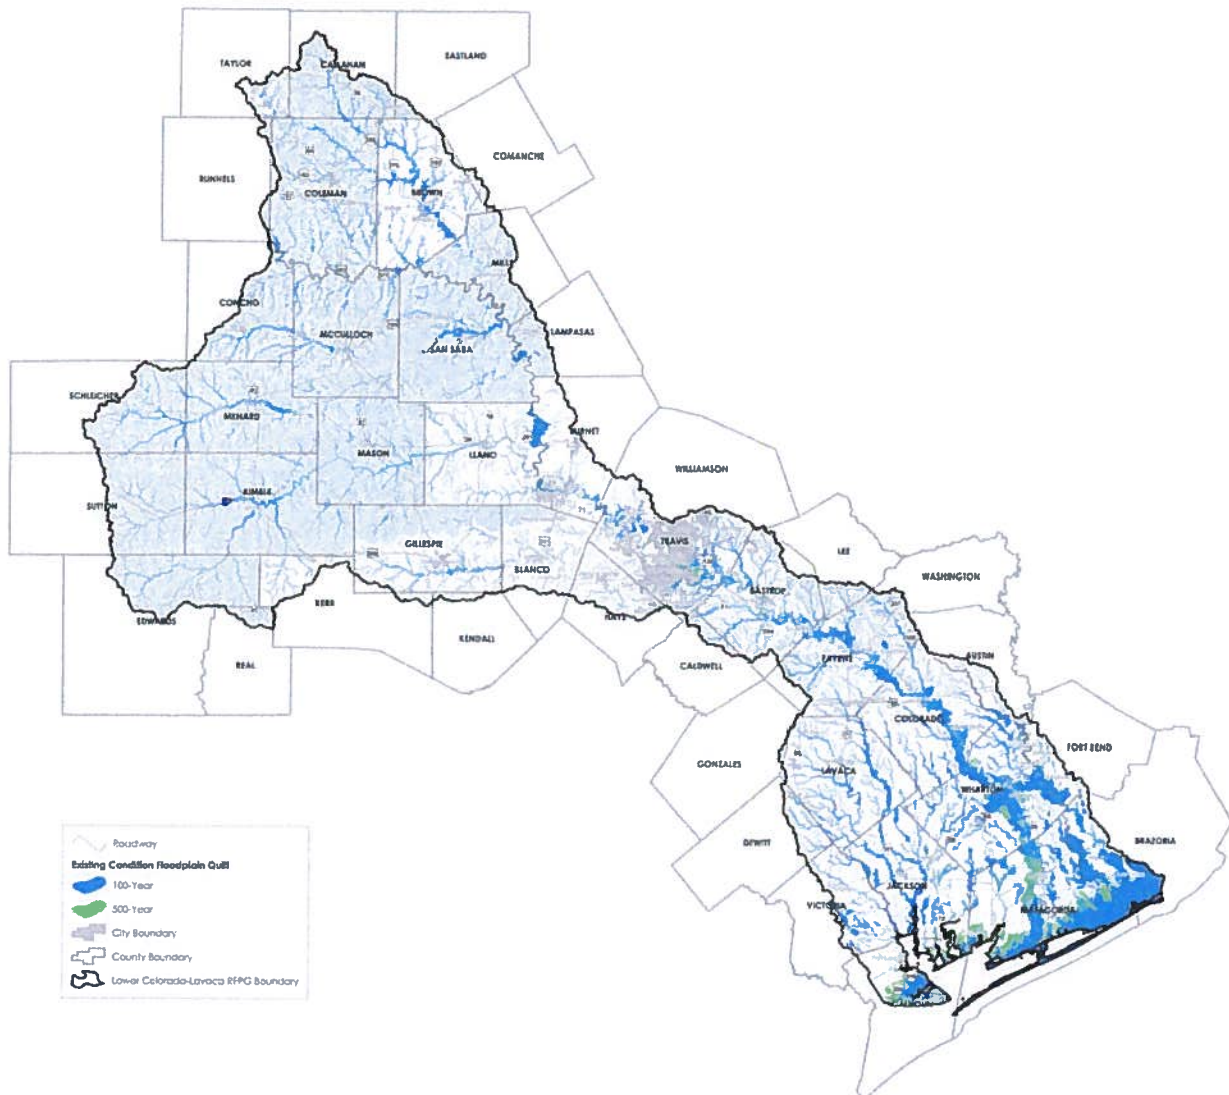 TAYLOR
CALLAHAN
EASTLAND
COMANCHE
RUNNELS
COLEMAN
BROWN
MILLS
CONCHO
MCCULLOCH
SAN SABA
LAMPASAS
SCHLEICHER
MENARD
MASON
LLANO
BURNET
WILLIAMSON
SUTTON
KIMBLE
TRAVIS
LEE
GILLESPIE
BLANCO
WASHINGTON
BASTROP
KERR
HAYS
EDWARDS
KENDALL
REAL
CALDWELL
FAYETTE
AUSTIN
COLORADO
FORT BEND
GONZALES
LAVACA
WHARTON
DEWITT
BRAZORIA
JACKSON
VICTORIA
MATAGORDA
Roadway
Existing Condition Floodplain Quilt
100-Year
500-Year
City Boundary
County Boundary
Lower Colorado-Lavaca RFPG Boundary